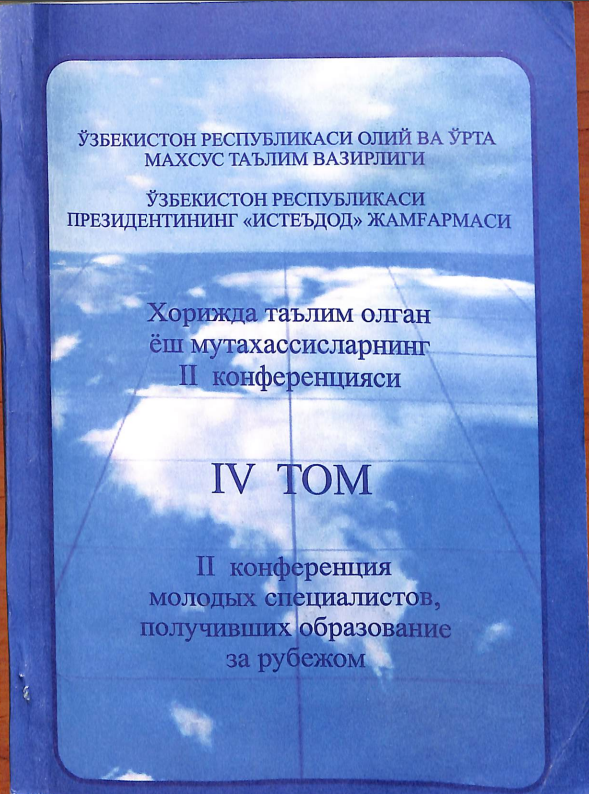 ЎЗБЕКИСТОН РЕСПУБЛИКАСИ ОЛИЙ ВА ЎРТА
МАХСУС ТАЪЛИМ ВАЗИРЛИГИ
ЎЗБЕКИСТОН РЕСПУБЛИКАСИ
ПРЕЗИДЕНТИНИНГ «ИСТЕЪДОД» ЖАМҒАРМАСИ
Хорижда таълим олган
ёш мутахассисларнинг
II конференцияси
IV ТОМ
II конференция
молодых специалистов,
получивших образование
за рубежом